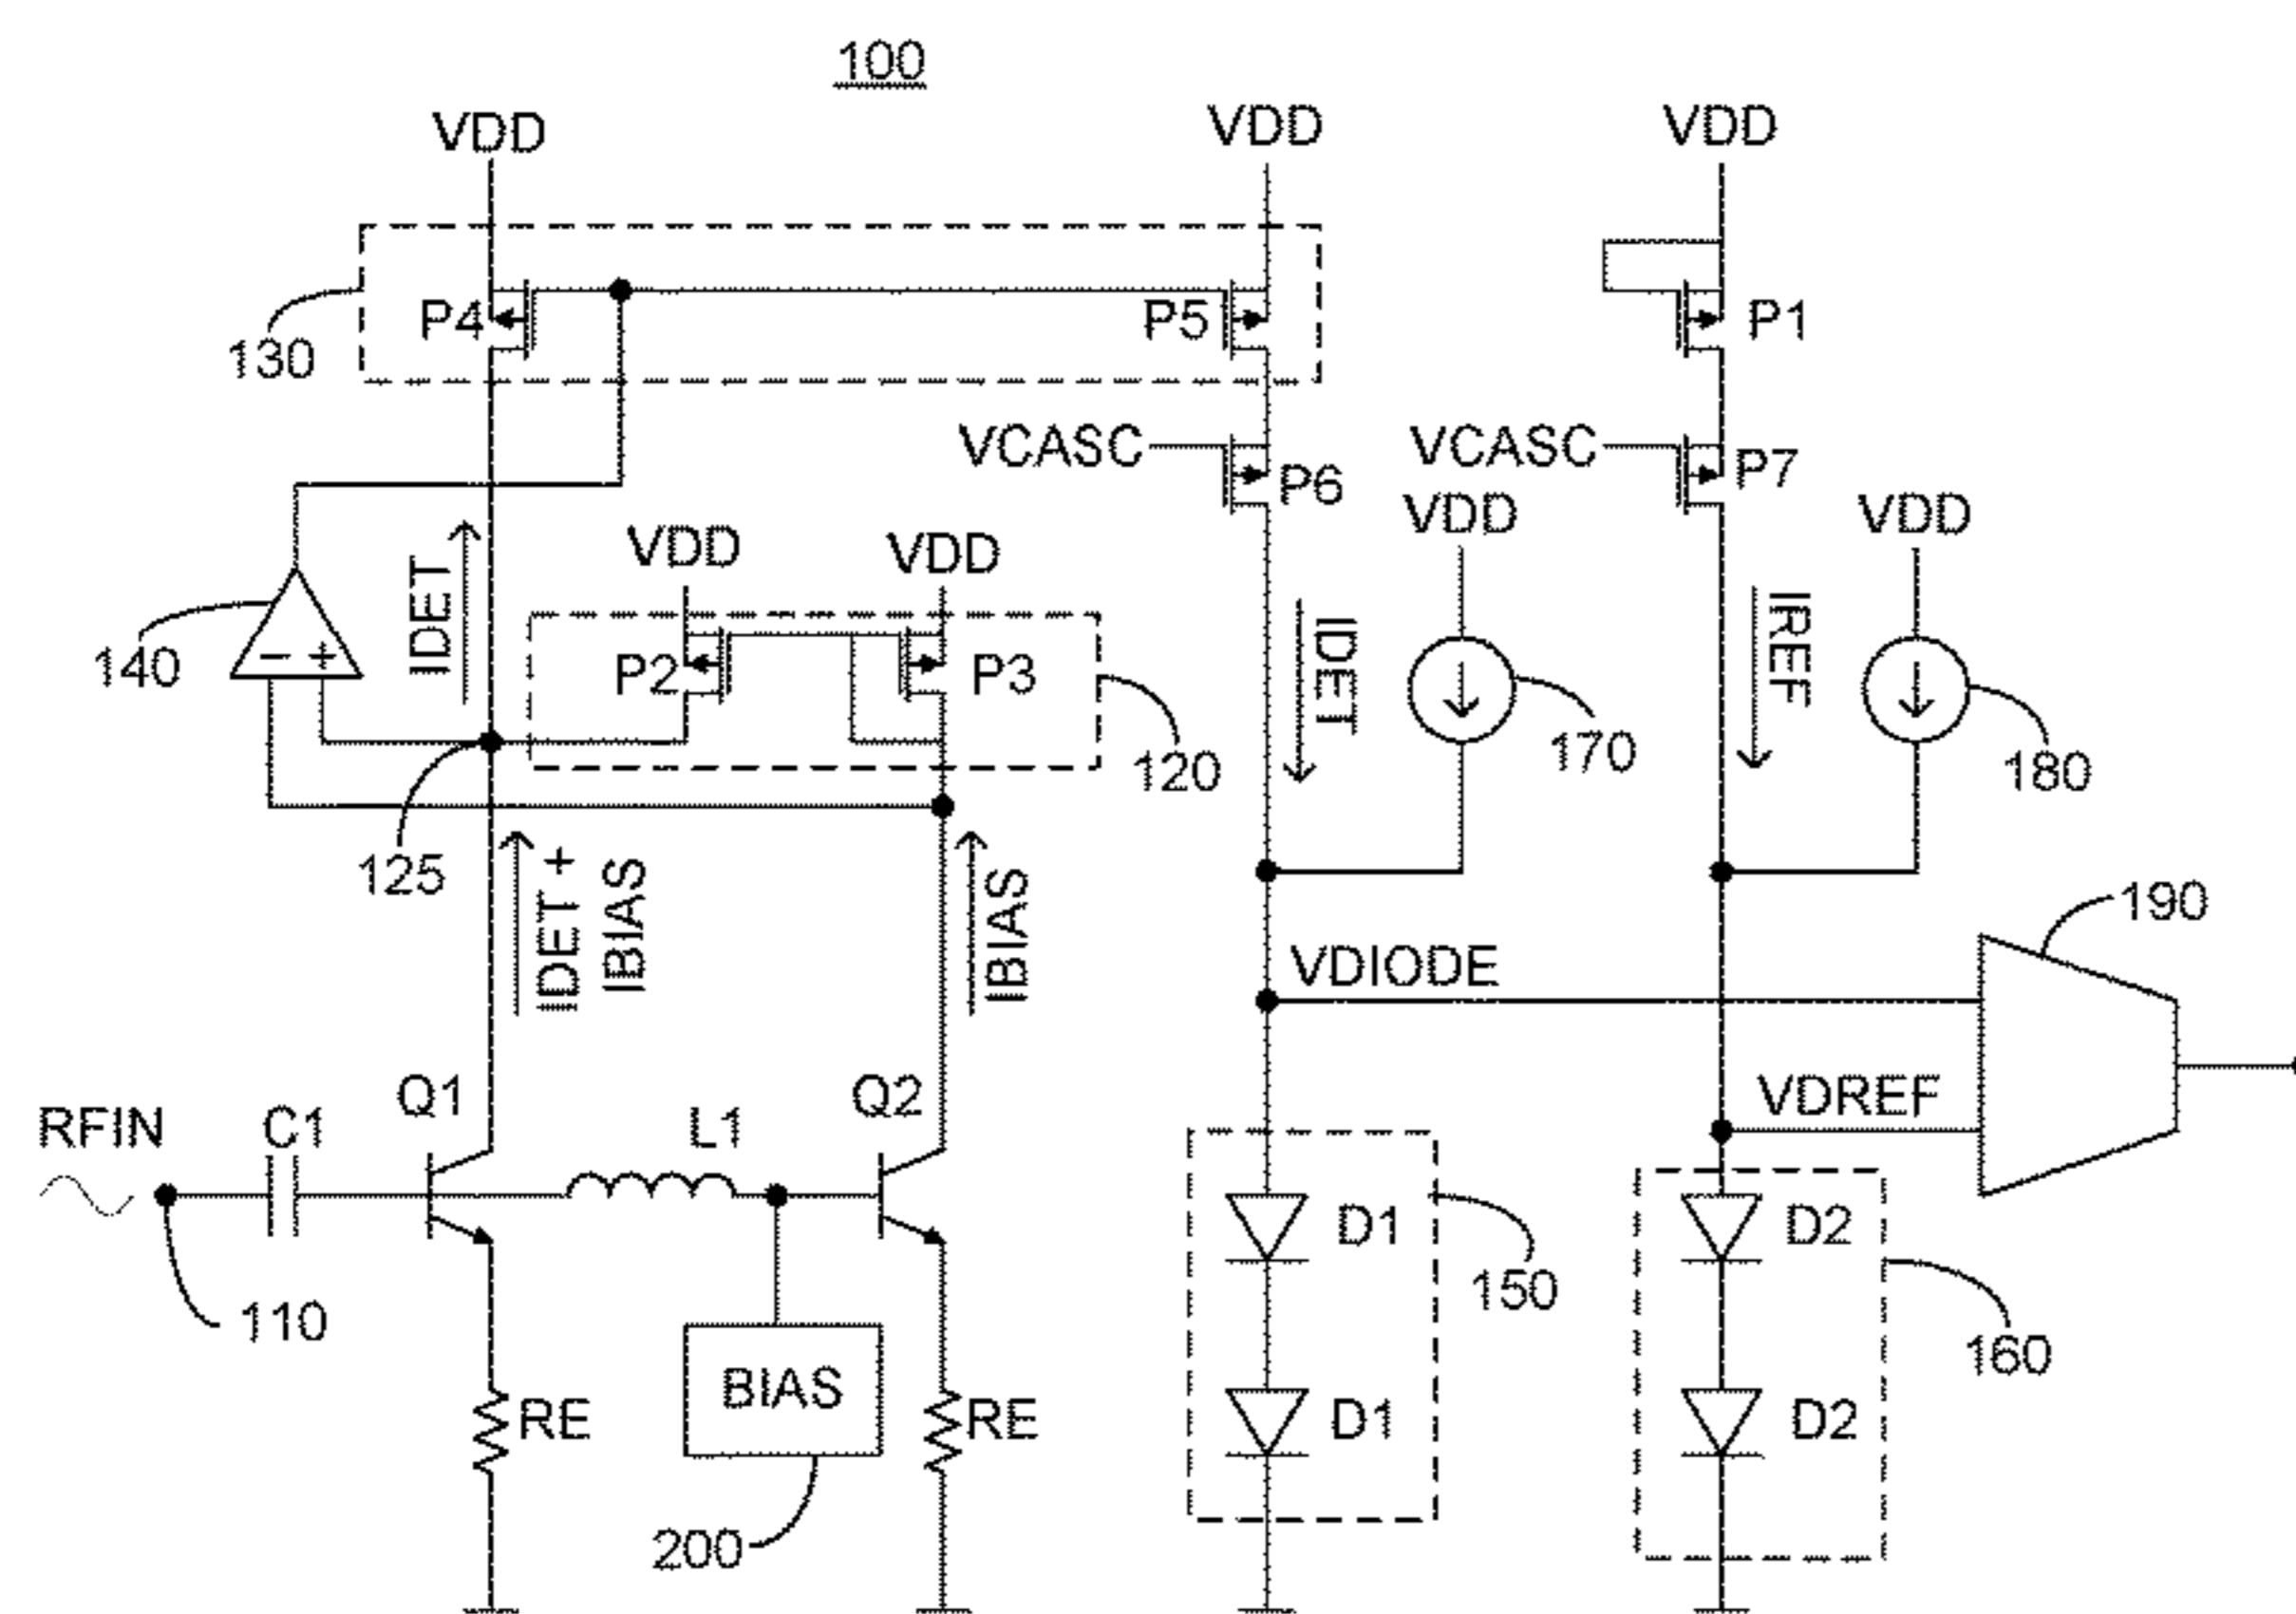 100
VDD
VDD
VDD
P4
P5
P1
130
VCASC
P6
VCASC
P7
VDD
VDD
VDD
VDD
IDET
140
- +
P2
P3
120
IDET
170
IREF
180
125
IDET +
IBIAS
IBIAS
190
VDIODE
VDREF
RFIN
C1
Q1
L1
Q2
110
D1
150
D2
160
BIAS
RE
RE
D1
D2
200